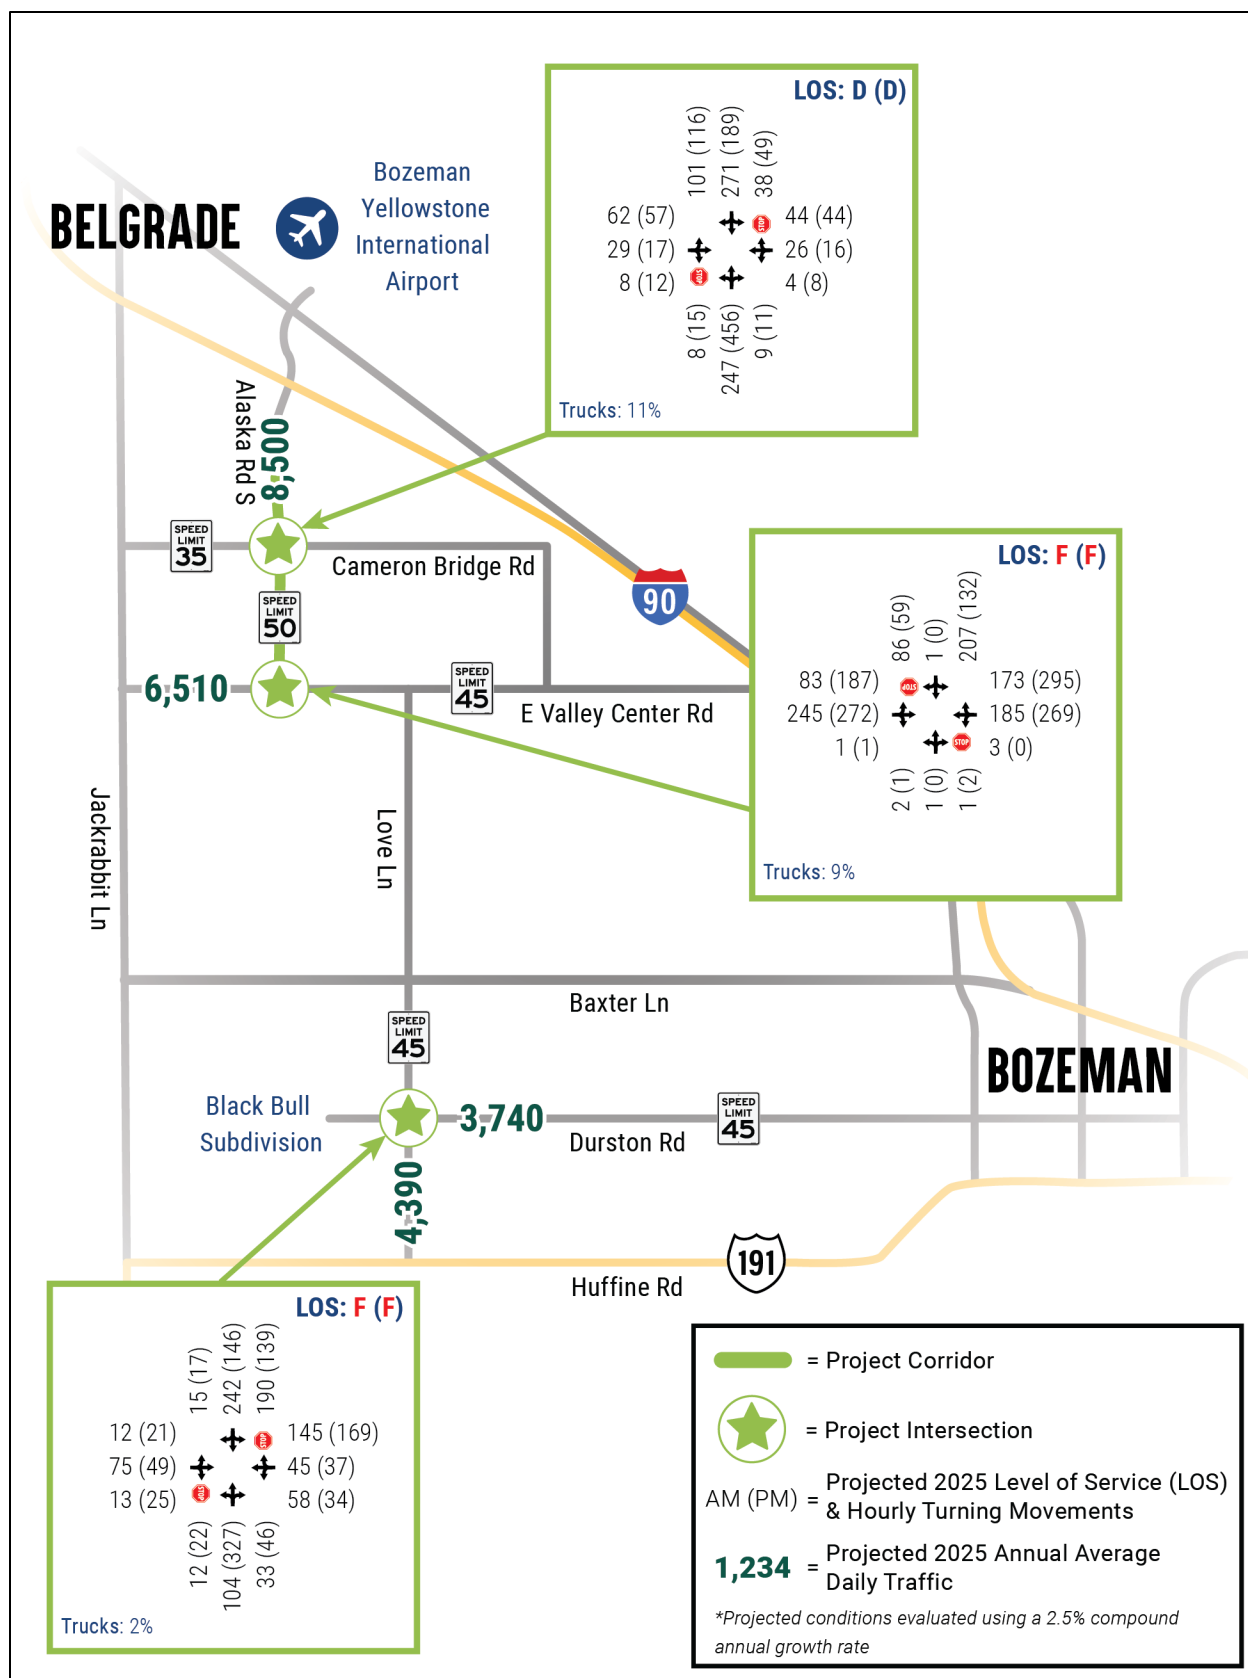 LOS: D (D)
101 (116)
271 (189)
38 (49)
62 (57)
29 (17)
8 (12)
STOP
44 (44)
26 (16)
4 (8)
STOP
8 (15)
247 (456)
9 (11)
Trucks: 11%
BELGRADE
Bozeman
Yellowstone
International
Airport
Alaska Rd S
8,500
SPEED
LIMIT
35
Cameron Bridge Rd
SPEED
LIMIT
50
90
6,510
SPEED
LIMIT
45
E Valley Center Rd
LOS: F (F)
86 (59)
1 (0)
207 (132)
83 (187)
245 (272)
1 (1)
STOP
173 (295)
185 (269)
3 (0)
STOP
2 (1)
1 (0)
1 (2)
Trucks: 9%
Jackrabbit Ln
Love Ln
Baxter Ln
SPEED
LIMIT
45
BOZEMAN
Black Bull
Subdivision
3,740
Durston Rd
SPEED
LIMIT
45
4,390
191
Huffine Rd
LOS: F (F)
15 (17)
242 (146)
190 (139)
12 (21)
75 (49)
13 (25)
STOP
145 (169)
45 (37)
58 (34)
STOP
12 (22)
104 (327)
33 (46)
Trucks: 2%
= Project Corridor
= Project Intersection
AM (PM) = Projected 2025 Level of Service (LOS)
& Hourly Turning Movements
1,234 = Projected 2025 Annual Average
Daily Traffic
*Projected conditions evaluated using a 2.5% compound
annual growth rate